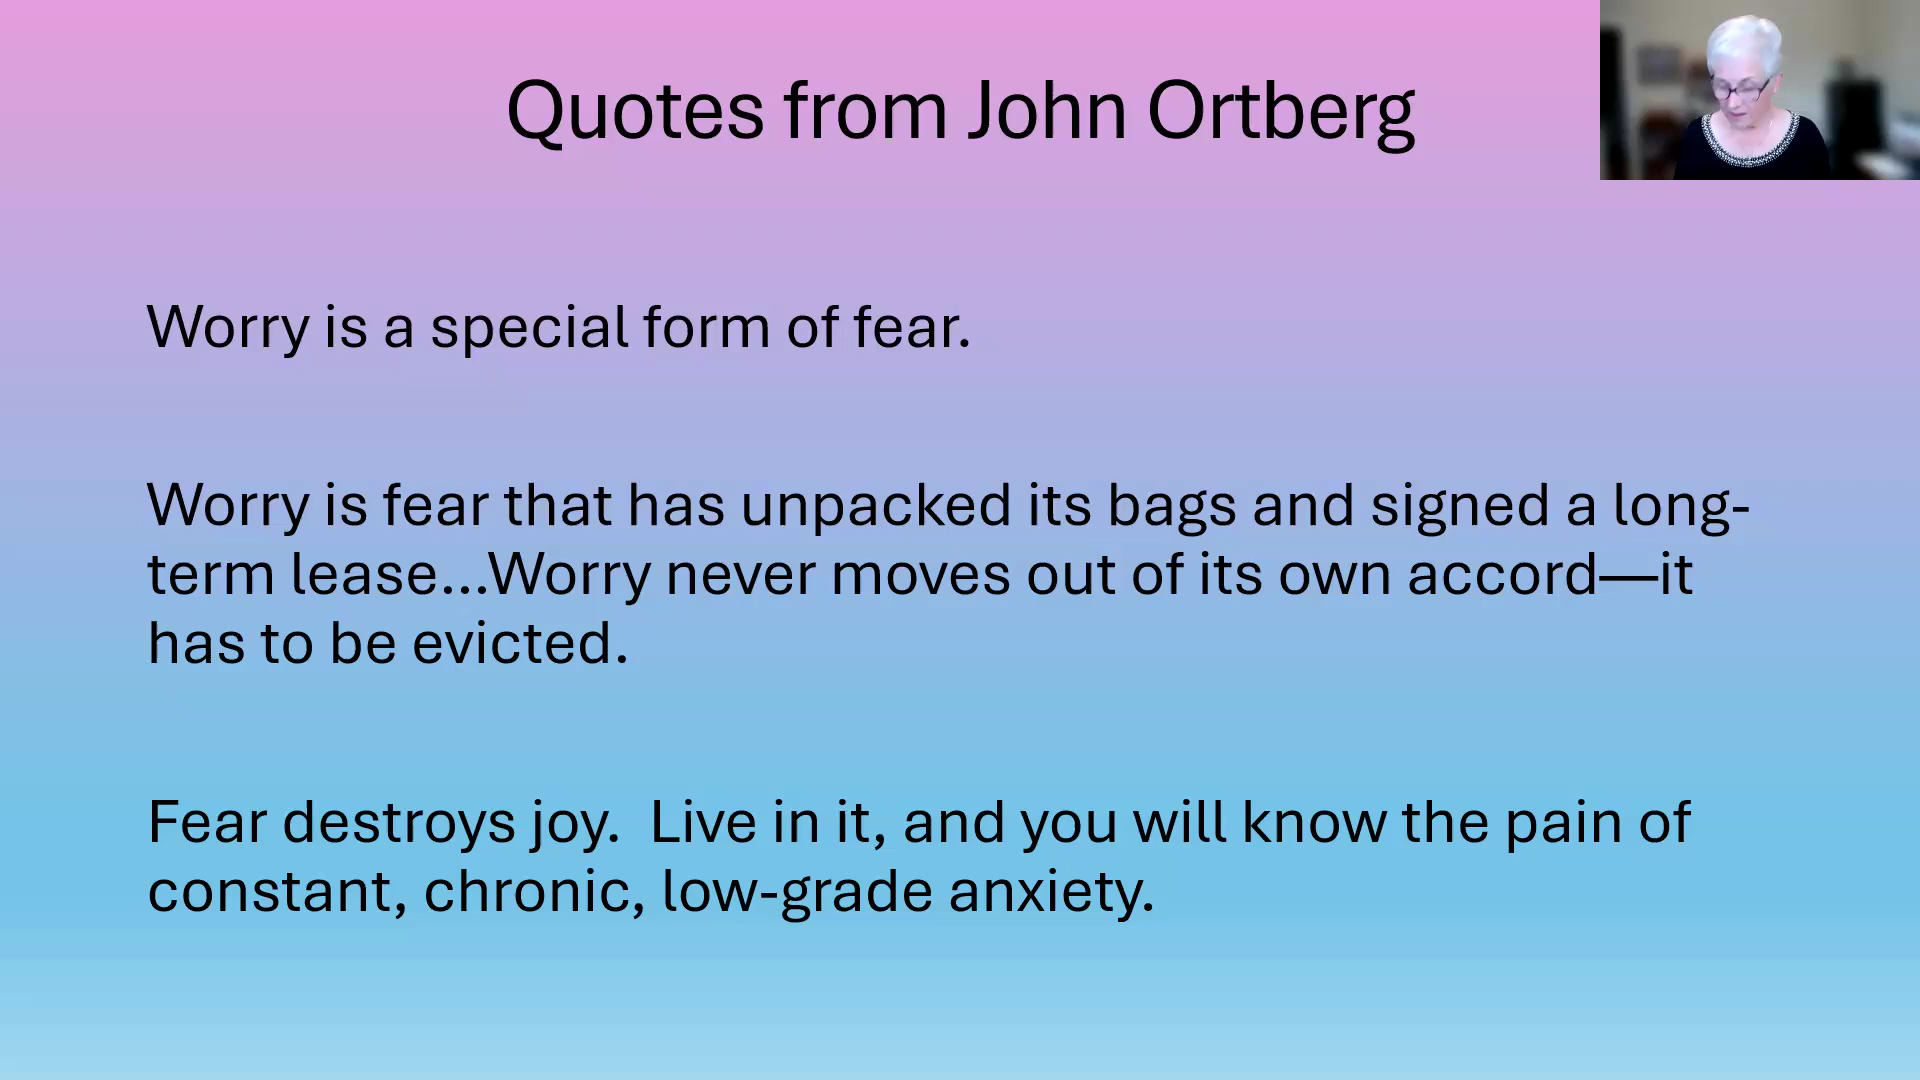 Quotes from John Ortberg
Worry is a special form of fear.
Worry is fear that has unpacked its bags and signed a long-
term lease...Worry never moves out of its own accord—it
has to be evicted.
Fear destroys joy.  Live in it, and you will know the pain of
constant, chronic, low-grade anxiety.